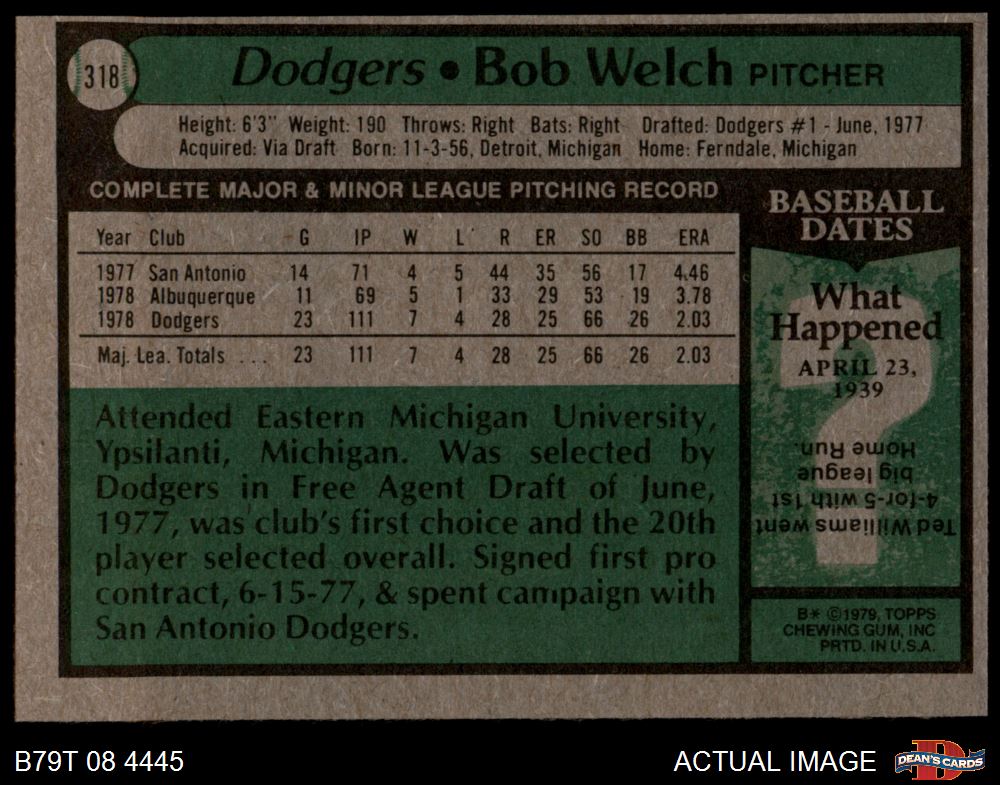 318
Dodgers • Bob Welch PITCHER
Height: 6'3" Weight: 190 Throws: Right Bats: Right Drafted: Dodgers #1 - June, 1977
Acquired: Via Draft Born: 11-3-56, Detroit, Michigan Home: Ferndale, Michigan
COMPLETE MAJOR & MINOR LEAGUE PITCHING RECORD
Year Club G IP W L R ER SO BB ERA
1977 San Antonio 14 71 4 5 44 35 56 17 4.46
1978 Albuquerque 11 69 5 1 33 29 53 19 3.78
1978 Dodgers 23 111 7 4 28 25 66 26 2.03
Maj. Lea. Totals ... 23 111 7 4 28 25 66 26 2.03
Attended Eastern Michigan University,
Ypsilanti, Michigan. Was selected by
Dodgers in Free Agent Draft of June,
1977, was club's first choice and the 20th
player selected overall. Signed first pro
contract, 6-15-77, & spent campaign with
San Antonio Dodgers.
BASEBALL
DATES
What
Happened
APRIL 23,
1939
Ted Williams went
4-for-5 with 1st
big league
Home Run.
B* ©1979, TOPPS
CHEWING GUM, INC
PRTD. IN U.S.A.
B79T 08 4445
ACTUAL IMAGE
D
DEAN'S CARDS